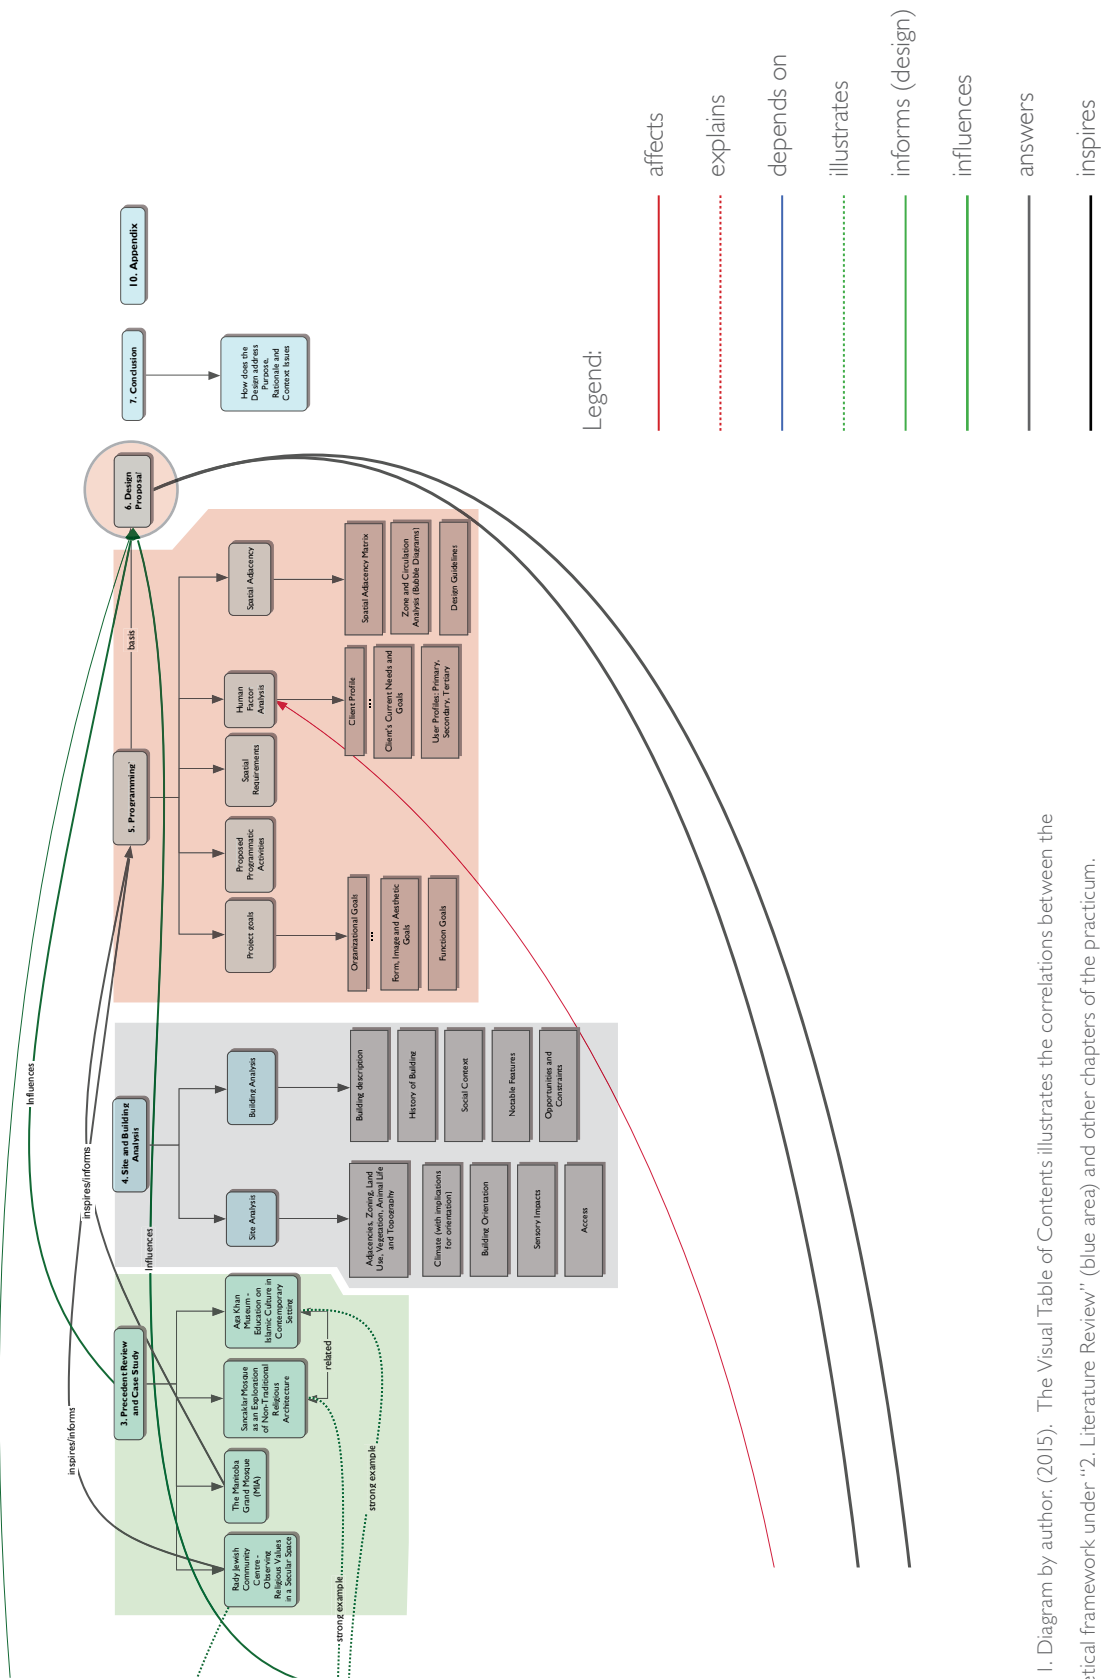 Influences
inspires/informs
inspires/informs
Influences
3. Precedent Review
and Case Study
Rady Jewish
Community
Centre -
Observing
Religious Values
in a Secular Space
The Manitoba
Grand Mosque
(MIA)
Sancaklar Mosque
as an Exploration
of Non-Traditional
Religious
Architecture
Aga Khan
Museum -
Education on
Islamic Culture in
Contemporary
Setting
related
strong example
strong example
4. Site and Building
Analysis
Site Analysis
Building Analysis
Adjacencies, Zoning, Land
Use, Vegetation, Animal Life
and Topography
Climate (with implications
for orientation)
Building Orientation
Sensory Impacts
Access
Building description
History of Building
Social Context
Notable Features
Opportunities and
Constraints
5. Programming
basis
Project goals
Proposed
Programmatic
Activities
Spatial
Requirements
Human
Factor
Analysis
Spatial Adjacency
Organizational Goals
...
Form, Image and Aesthetic
Goals
Function Goals
Client Profile
...
Client's Current Needs and
Goals
User Profiles: Primary,
Secondary, Tertiary
Spatial Adjacency Matrix
Zone and Circulation
Analysis (Bubble Diagrams)
Design Guidelines
6. Design
Proposal
7. Conclusion
How does the
Design address
Purpose,
Rationale and
Context Issues
10. Appendix
Legend:
affects
explains
depends on
illustrates
informs (design)
influences
answers
inspires
1. Diagram by author. (2015). The Visual Table of Contents illustrates the correlations between the
etical framework under "2. Literature Review" (blue area) and other chapters of the practicum.